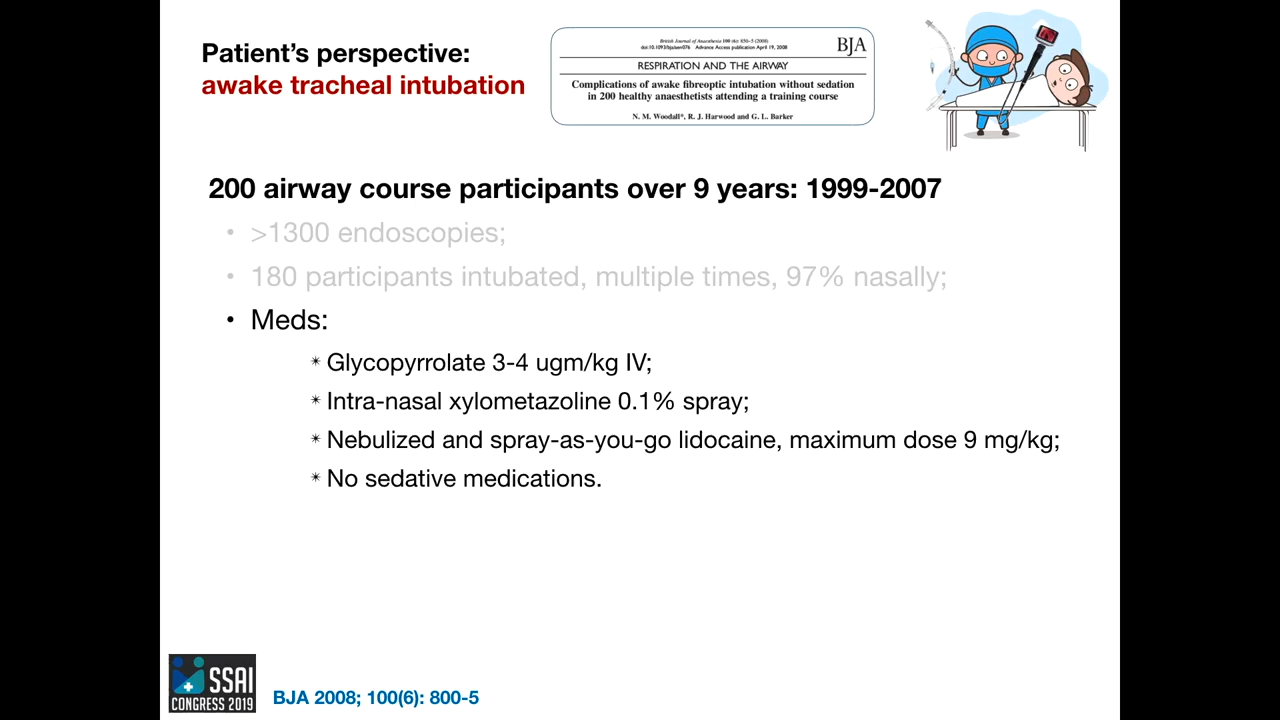 Patient's perspective:
awake tracheal intubation
British Journal of Anaesthesia 100 (6): 850–5 (2008)
doi:10.1093/bja/aen076 Advance Access publication April 19, 2008
BJA
RESPIRATION AND THE AIRWAY
Complications of awake fibreoptic intubation without sedation
in 200 healthy anaesthetists attending a training course
N. M. Woodall*, R. J. Harwood and G. L. Barker
200 airway course participants over 9 years: 1999-2007
• >1300 endoscopies;
• 180 participants intubated, multiple times, 97% nasally;
• Meds:
* Glycopyrrolate 3-4 ugm/kg IV;
* Intra-nasal xylometazoline 0.1% spray;
* Nebulized and spray-as-you-go lidocaine, maximum dose 9 mg/kg;
* No sedative medications.
SSAI
CONGRESS 2019
BJA 2008; 100(6): 800-5